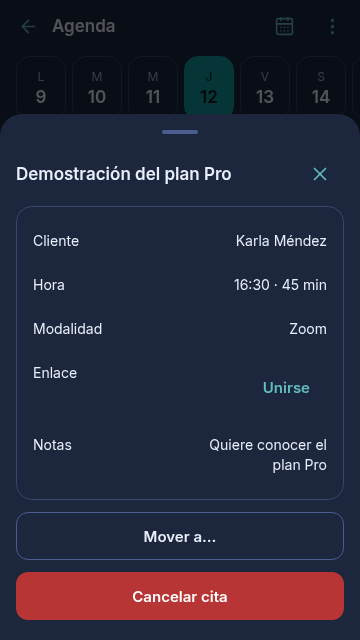 Agenda
L
M
M
J
V
S
9
10
11
12
13
14
Demostración del plan Pro
Cliente
Karla Méndez
Hora
16:30 · 45 min
Modalidad
Zoom
Enlace
Unirse
Notas
Quiere conocer el
plan Pro
Mover a...
Cancelar cita